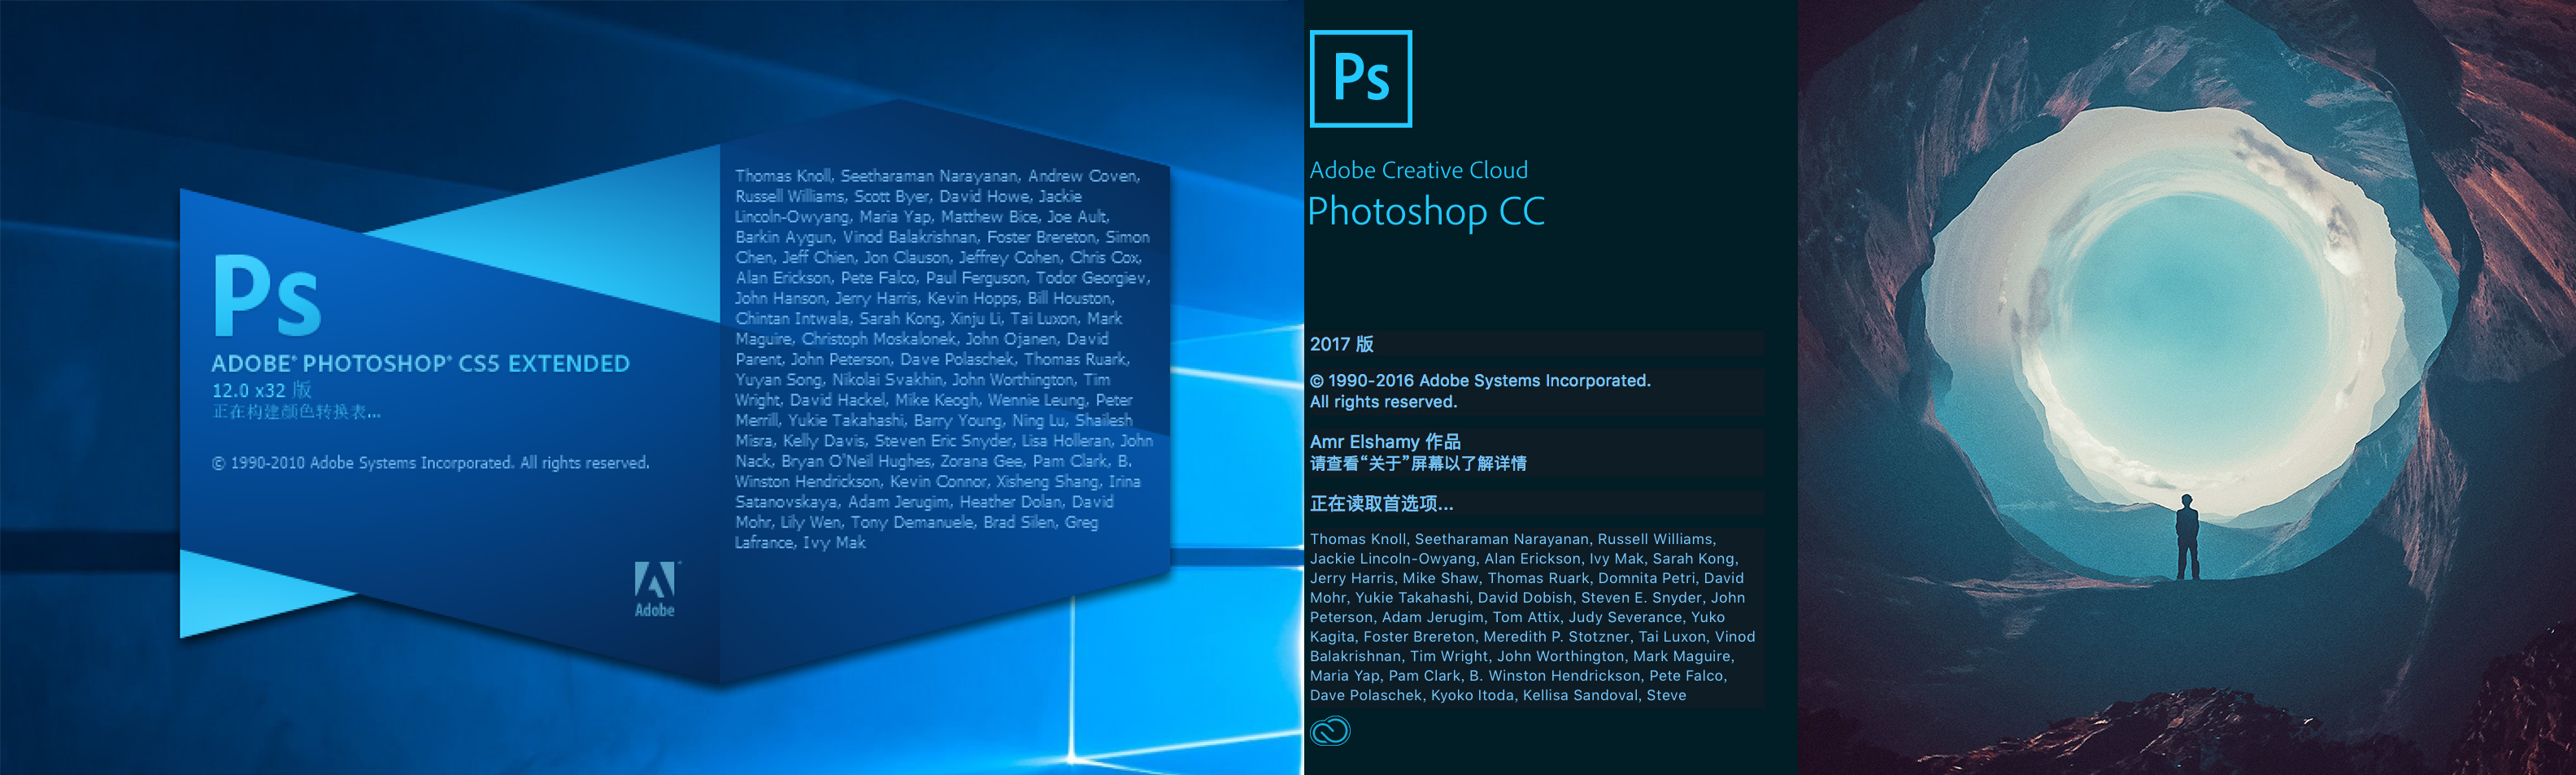 Ps
ADOBE® PHOTOSHOP® CS5 EXTENDED
12.0 x32 版
正在构建颜色转换表...
© 1990-2010 Adobe Systems Incorporated. All rights reserved.
Adobe
Thomas Knoll, Seetharaman Narayanan, Andrew Coven,
Russell Williams, Scott Byer, David Howe, Jackie
Lincoln-Owyang, Maria Yap, Matthew Bice, Joe Ault,
Barkin Aygun, Vinod Balakrishnan, Foster Brereton, Simon
Chen, Jeff Chien, Jon Clauson, Jeffrey Cohen, Chris Cox,
Alan Erickson, Pete Falco, Paul Ferguson, Todor Georgiev,
John Hanson, Jerry Harris, Kevin Hopps, Bill Houston,
Chintan Intwala, Sarah Kong, Xinju Li, Tai Luxon, Mark
Maguire, Christoph Moskalonek, John Ojanen, David
Parent, John Peterson, Dave Polaschek, Thomas Ruark,
Yuyan Song, Nikolai Svakhin, John Worthington, Tim
Wright, David Hackel, Mike Keogh, Wennie Leung, Peter
Merrill, Yukie Takahashi, Barry Young, Ning Lu, Shailesh
Misra, Kelly Davis, Steven Eric Snyder, Lisa Holleran, John
Nack, Bryan O'Neil Hughes, Zorana Gee, Pam Clark, B.
Winston Hendrickson, Kevin Connor, Xisheng Shang, Irina
Satanovskaya, Adam Jerugim, Heather Dolan, David
Mohr, Lily Wen, Tony Demanuele, Brad Silen, Greg
Lafrance, Ivy Mak
Ps
Adobe Creative Cloud
Photoshop CC
2017 版
© 1990-2016 Adobe Systems Incorporated.
All rights reserved.
Amr Elshamy 作品
请查看“关于”屏幕以了解详情
正在读取首选项...
Thomas Knoll, Seetharaman Narayanan, Russell Williams,
Jackie Lincoln-Owyang, Alan Erickson, Ivy Mak, Sarah Kong,
Jerry Harris, Mike Shaw, Thomas Ruark, Domnita Petri, David
Mohr, Yukie Takahashi, David Dobish, Steven E. Snyder, John
Peterson, Adam Jerugim, Tom Attix, Judy Severance, Yuko
Kagita, Foster Brereton, Meredith P. Stotzner, Tai Luxon, Vinod
Balakrishnan, Tim Wright, John Worthington, Mark Maguire,
Maria Yap, Pam Clark, B. Winston Hendrickson, Pete Falco,
Dave Polaschek, Kyoko Itoda, Kellisa Sandoval, Steve